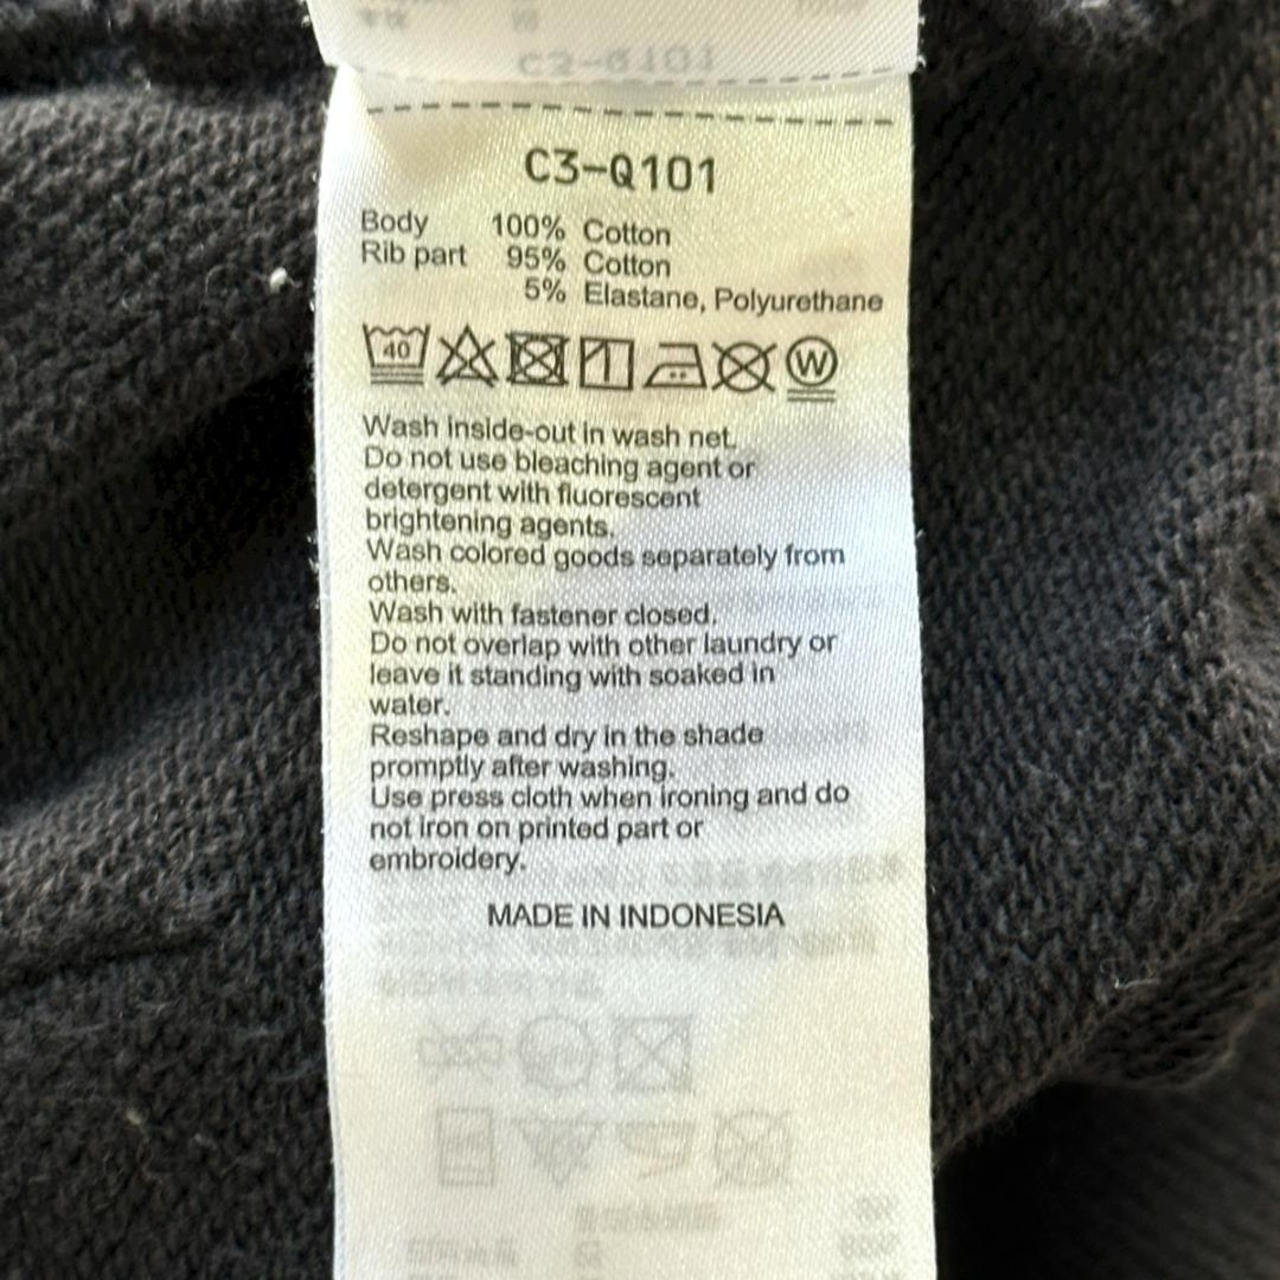 C3-Q101
Body 100% Cotton
Rib part 95% Cotton
5% Elastane, Polyurethane
40 W
Wash inside-out in wash net.
Do not use bleaching agent or
detergent with fluorescent
brightening agents.
Wash colored goods separately from
others.
Wash with fastener closed.
Do not overlap with other laundry or
leave it standing with soaked in
water.
Reshape and dry in the shade
promptly after washing.
Use press cloth when ironing and do
not iron on printed part or
embroidery.
MADE IN INDONESIA